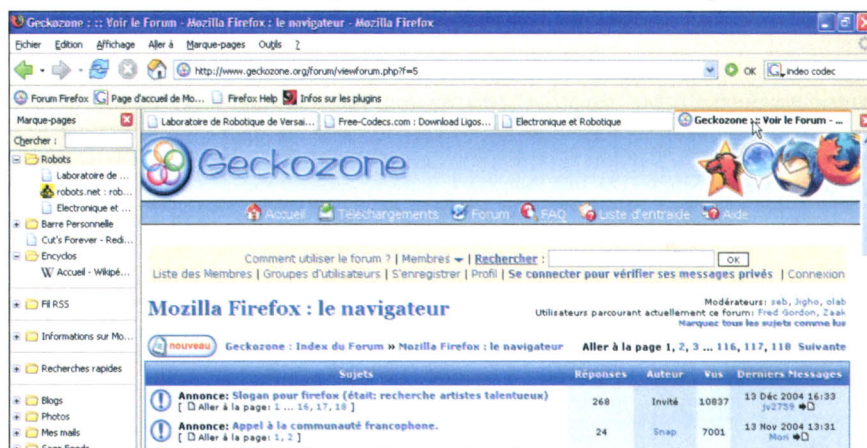 Geckozone : :: Voir le Forum - Mozilla Firefox : le navigateur - Mozilla Firefox
Fichier Edition Affichage Aller à Marque-pages Outils ?
http://www.geckozone.org/forum/viewforum.php?f=5 OK indeo codec
Forum Firefox Page d'accueil de Mo... Firefox Help Infos sur les plugins
Marque-pages
Laboratoire de Robotique de Versai... Free-Codecs.com : Download Ligos... Electronique et Robotique Geckozone :: Voir le Forum - ...
Chercher :
Robots
Laboratoire de ...
robots.net : rob...
Electronique et ...
Barre Personnelle
Cut's Forever - Redi...
Encyclos
W Accueil - Wikipé...
Fil RSS
Informations sur Mo...
Recherches rapides
Blogs
Photos
Mes mails
Geckozone
Accueil Téléchargements Forum FAQ Liste d'entraide Aide
Comment utiliser le forum ? | Membres | Rechercher : OK
Liste des Membres | Groupes d'utilisateurs | S'enregistrer | Profil | Se connecter pour vérifier ses messages privés | Connexion
Mozilla Firefox : le navigateur
Modérateurs: seb, Jigho, olab
Utilisateurs parcourant actuellement ce forum: Fred Gordon, Zaak
Marquez tous les sujets comme lus
nouveau Geckozone : Index du Forum » Mozilla Firefox : le navigateur Aller à la page 1, 2, 3 ... 116, 117, 118 Suivante
Sujets Réponses Auteur Vus Derniers Messages
Annonce: Slogan pour firefox (était: recherche artistes talentueux) 268 Invité 10837 13 Déc 2004 16:33
[ Aller à la page: 1 ... 16, 17, 18 ] jv2759
Annonce: Appel à la communauté francophone. 24 Snap 7001 13 Nov 2004 13:31
[ Aller à la page: 1, 2 ] Mori